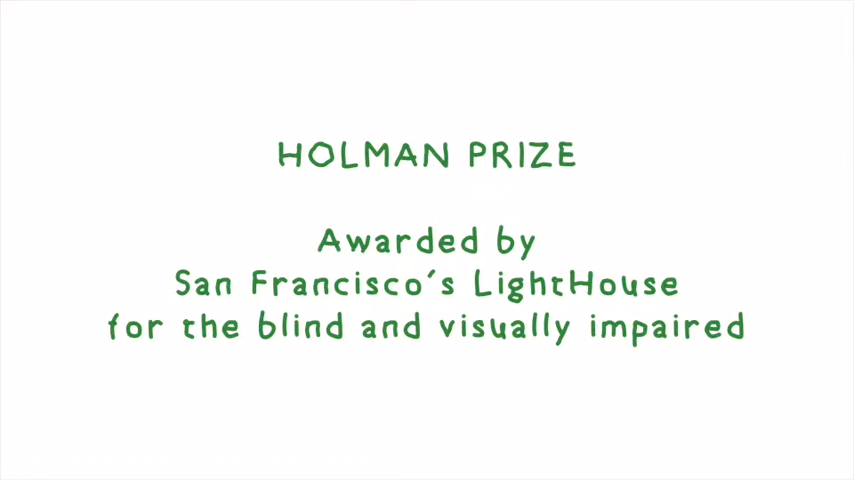 HOLMAN PRIZE
Awarded by
San Francisco's LightHouse
for the blind and visually impaired